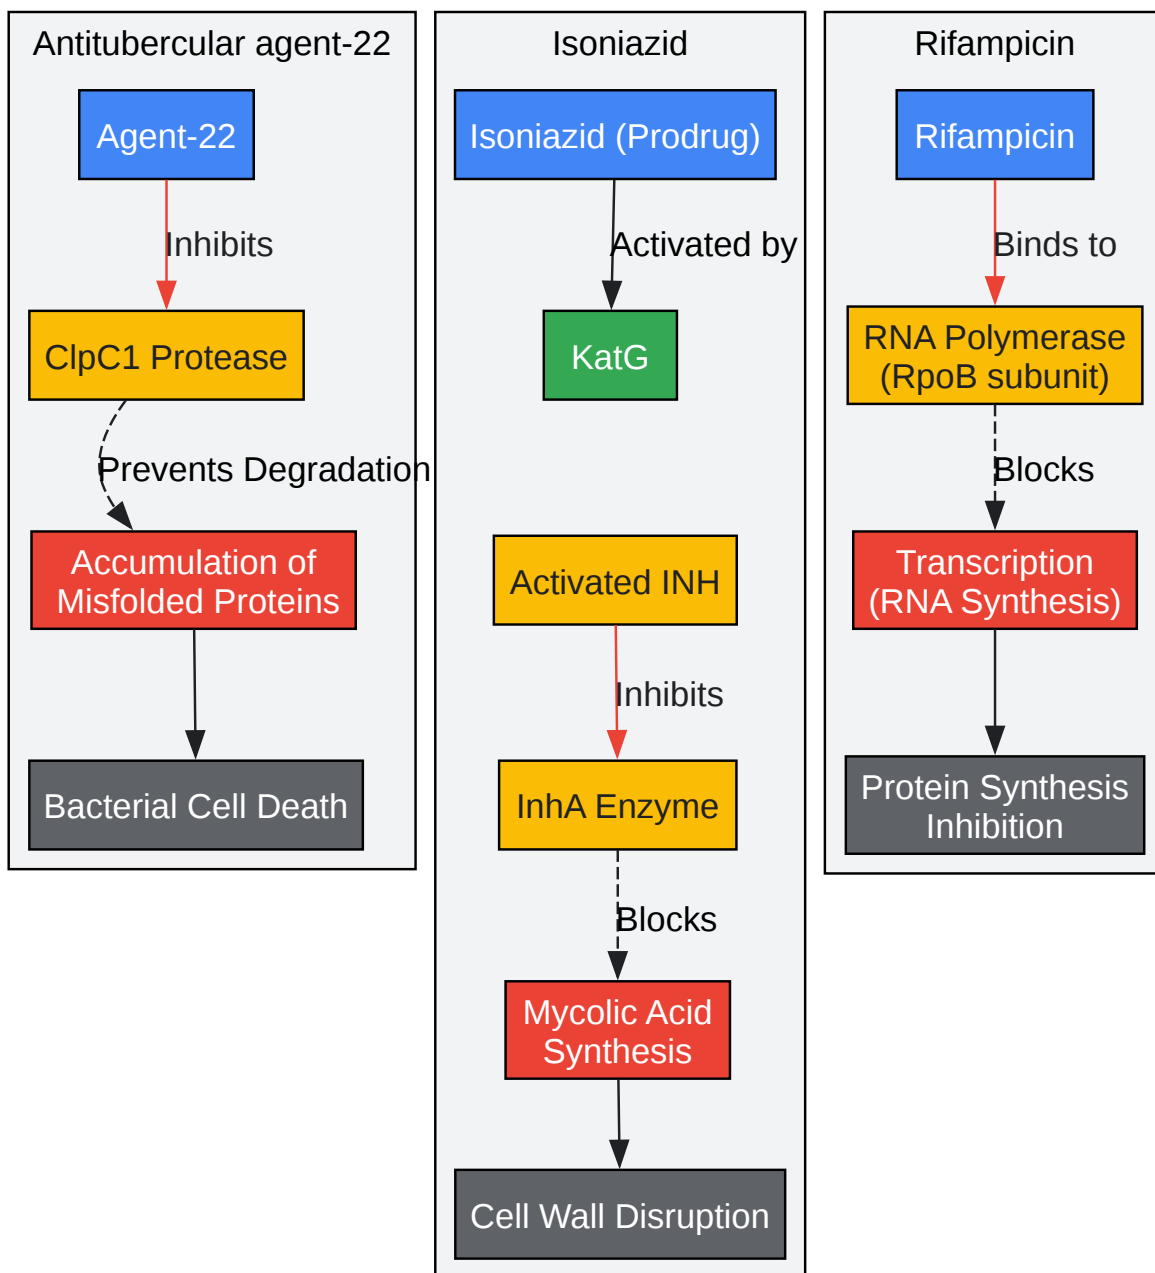 Antitubercular agent-22
Agent-22
Inhibits
ClpC1 Protease
Prevents Degradation
Accumulation of
Misfolded Proteins
Bacterial Cell Death
Isoniazid
Isoniazid (Prodrug)
Activated by
KatG
Activated INH
Inhibits
InhA Enzyme
Blocks
Mycolic Acid
Synthesis
Cell Wall Disruption
Rifampicin
Rifampicin
Binds to
RNA Polymerase
(RpoB subunit)
Blocks
Transcription
(RNA Synthesis)
Protein Synthesis
Inhibition